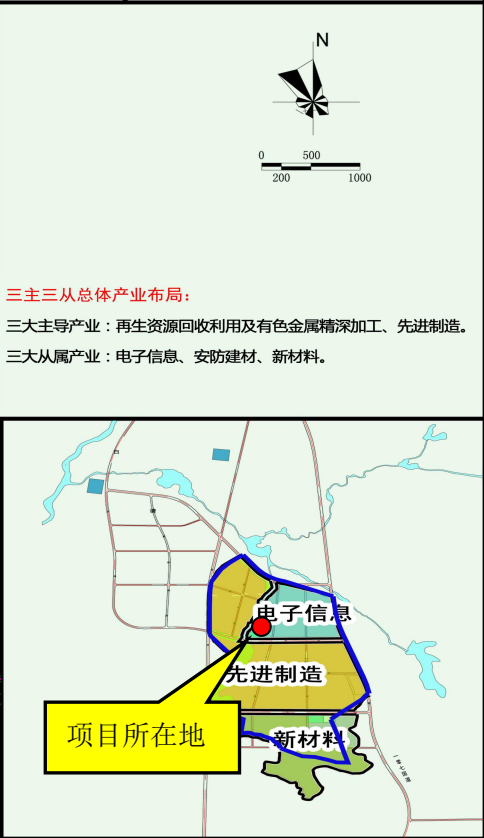 N
0 500
200 1000
三主三从总体产业布局：
三大主导产业：再生资源回收利用及有色金属精深加工、先进制造。
三大从属产业：电子信息、安防建材、新材料。
电子信息
先进制造
项目所在地
新材料